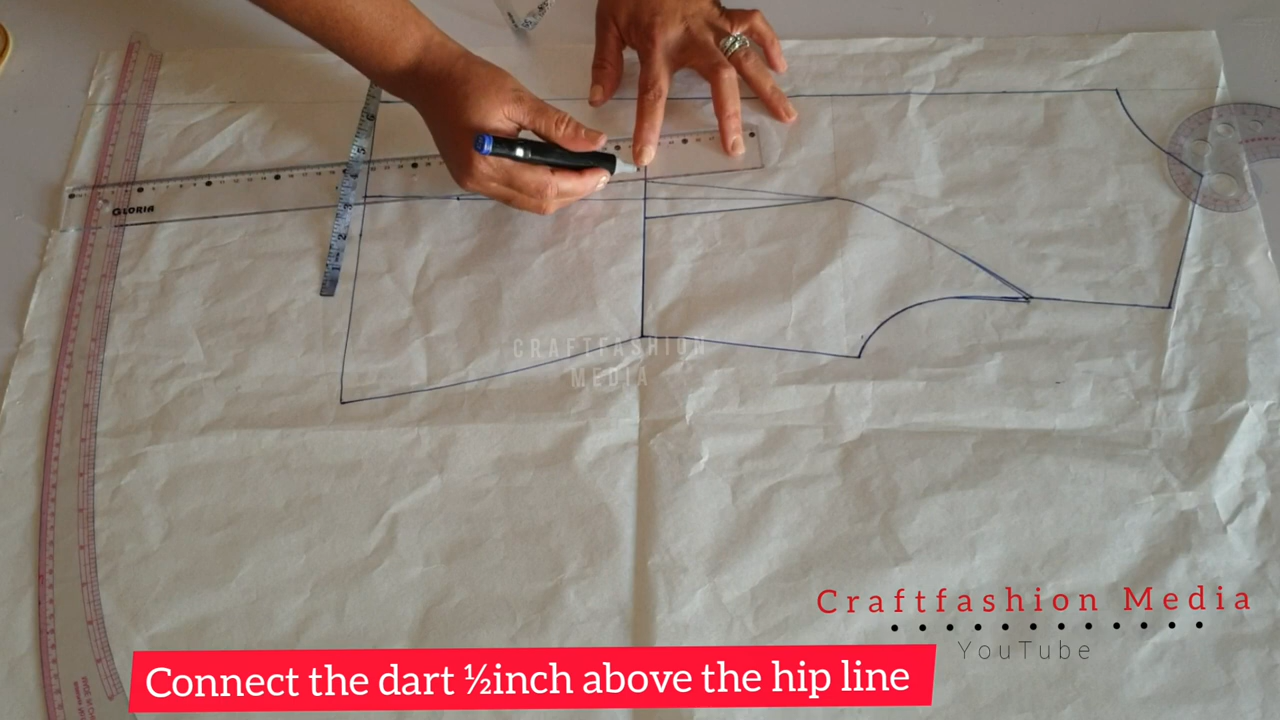 GLORIA
CRAFTFASHION
MEDIA
Craftfashion Media
YouTube
Connect the dart ½inch above the hip line